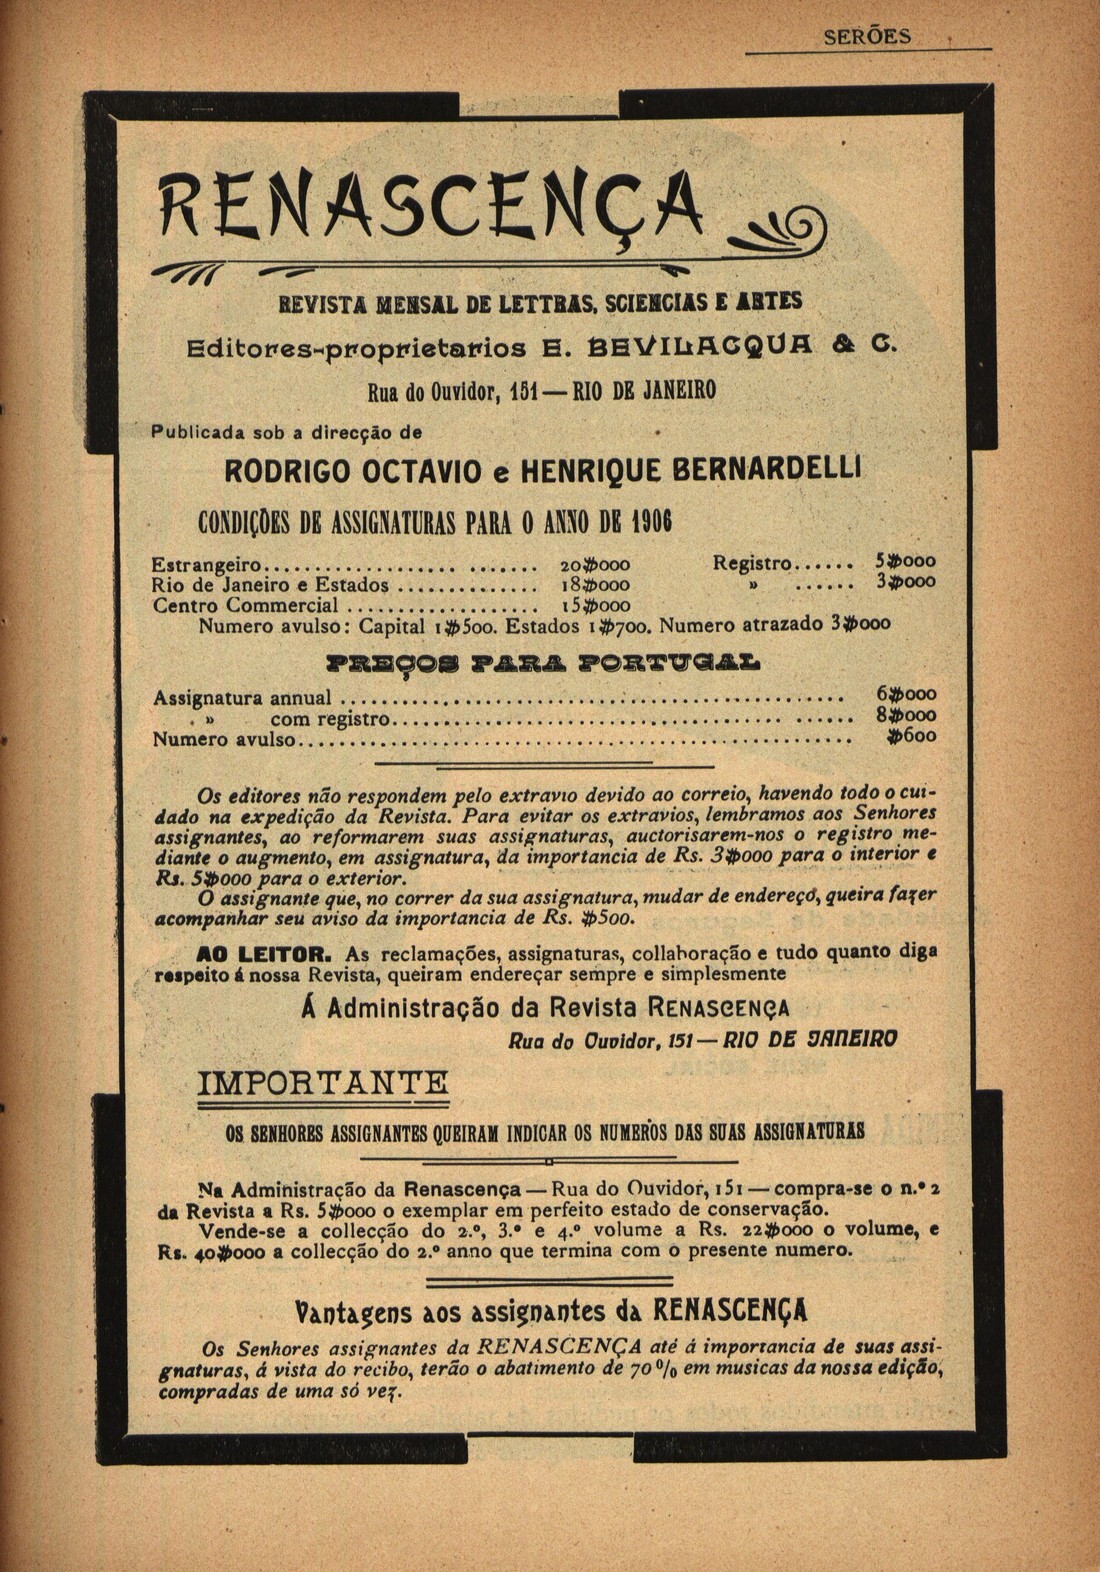 SERÕES
RENASCENÇA
REVISTA MENSAL DE LETTRAS, SCIENCIAS E ARTES
Editores-proprietarios E. BEVILACQUA & C.
Rua do Ouvidor, 151 — RIO DE JANEIRO
Publicada sob a direcção de
RODRIGO OCTAVIO e HENRIQUE BERNARDELLI
CONDIÇÕES DE ASSIGNATURAS PARA O ANNO DE 1906
Estrangeiro.................. ....... 20$000 Registro...... 5$000
Rio de Janeiro e Estados .............. 18$000 » ...... 3$000
Centro Commercial ................... 15$000
Numero avulso: Capital 1$500. Estados 1$700. Numero atrazado 3$000
PREÇOS PARA PORTUGAL
Assignatura annual .................................................. 6$000
» com registro....................................... ...... 8$000
Numero avulso....................................................... $600
Os editores não respondem pelo extravio devido ao correio, havendo todo o cui-
dado na expedição da Revista. Para evitar os extravios, lembramos aos Senhores
assignantes, ao reformarem suas assignaturas, auctorisarem-nos o registro me-
diante o augmento, em assignatura, da importancia de Rs. 3$000 para o interior e
Rs. 5$000 para o exterior.
O assignante que, no correr da sua assignatura, mudar de endereço, queira fazer
acompanhar seu aviso da importancia de Rs. $500.
AO LEITOR. As reclamações, assignaturas, collaboração e tudo quanto diga
respeito á nossa Revista, queiram endereçar sempre e simplesmente
Á Administração da Revista RENASCENÇA
Rua do Ouvidor, 151 — RIO DE JANEIRO
IMPORTANTE
OS SENHORES ASSIGNANTES QUEIRAM INDICAR OS NUMEROS DAS SUAS ASSIGNATURAS
Na Administração da Renascença — Rua do Ouvidor, 151 — compra-se o n.º 2
da Revista a Rs. 5$000 o exemplar em perfeito estado de conservação.
Vende-se a collecção do 2.º, 3.º e 4.º volume a Rs. 22$000 o volume, e
Rs. 40$000 a collecção do 2.º anno que termina com o presente numero.
Vantagens aos assignantes da RENASCENÇA
Os Senhores assignantes da RENASCENÇA até á importancia de suas assi-
gnaturas, á vista do recibo, terão o abatimento de 70 % em musicas da nossa edição,
compradas de uma só vez.